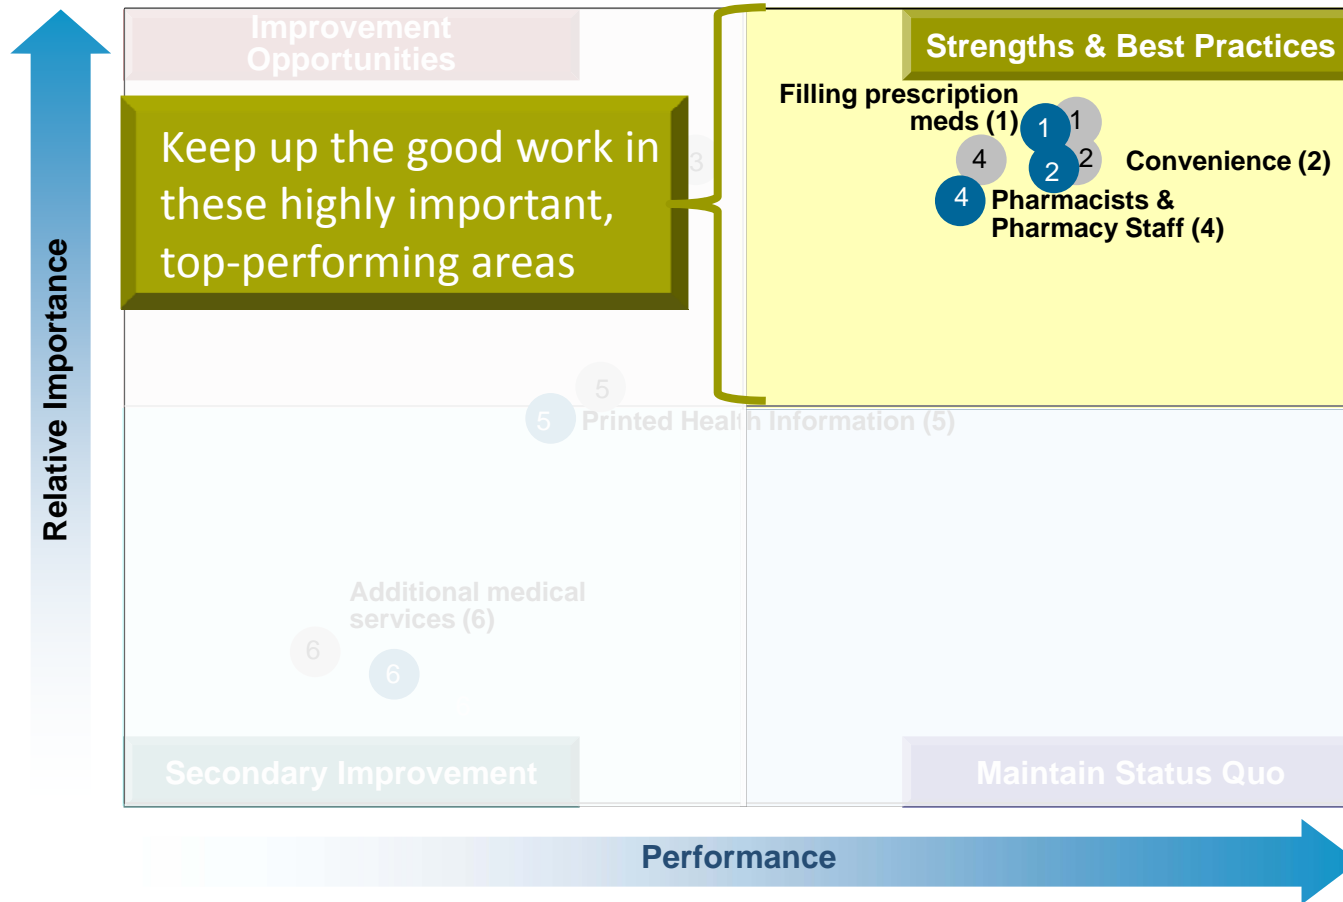 Improvement
Opportunities
Strengths & Best Practices
Filling prescription
meds (1)
1
1
Keep up the good work in
these highly important,
top-performing areas
3
4
2
2
Convenience (2)
4
Pharmacists &
Pharmacy Staff (4)
Relative Importance
5
5
Printed Health Information (5)
Additional medical
services (6)
6
6
Secondary Improvement
Maintain Status Quo
Performance